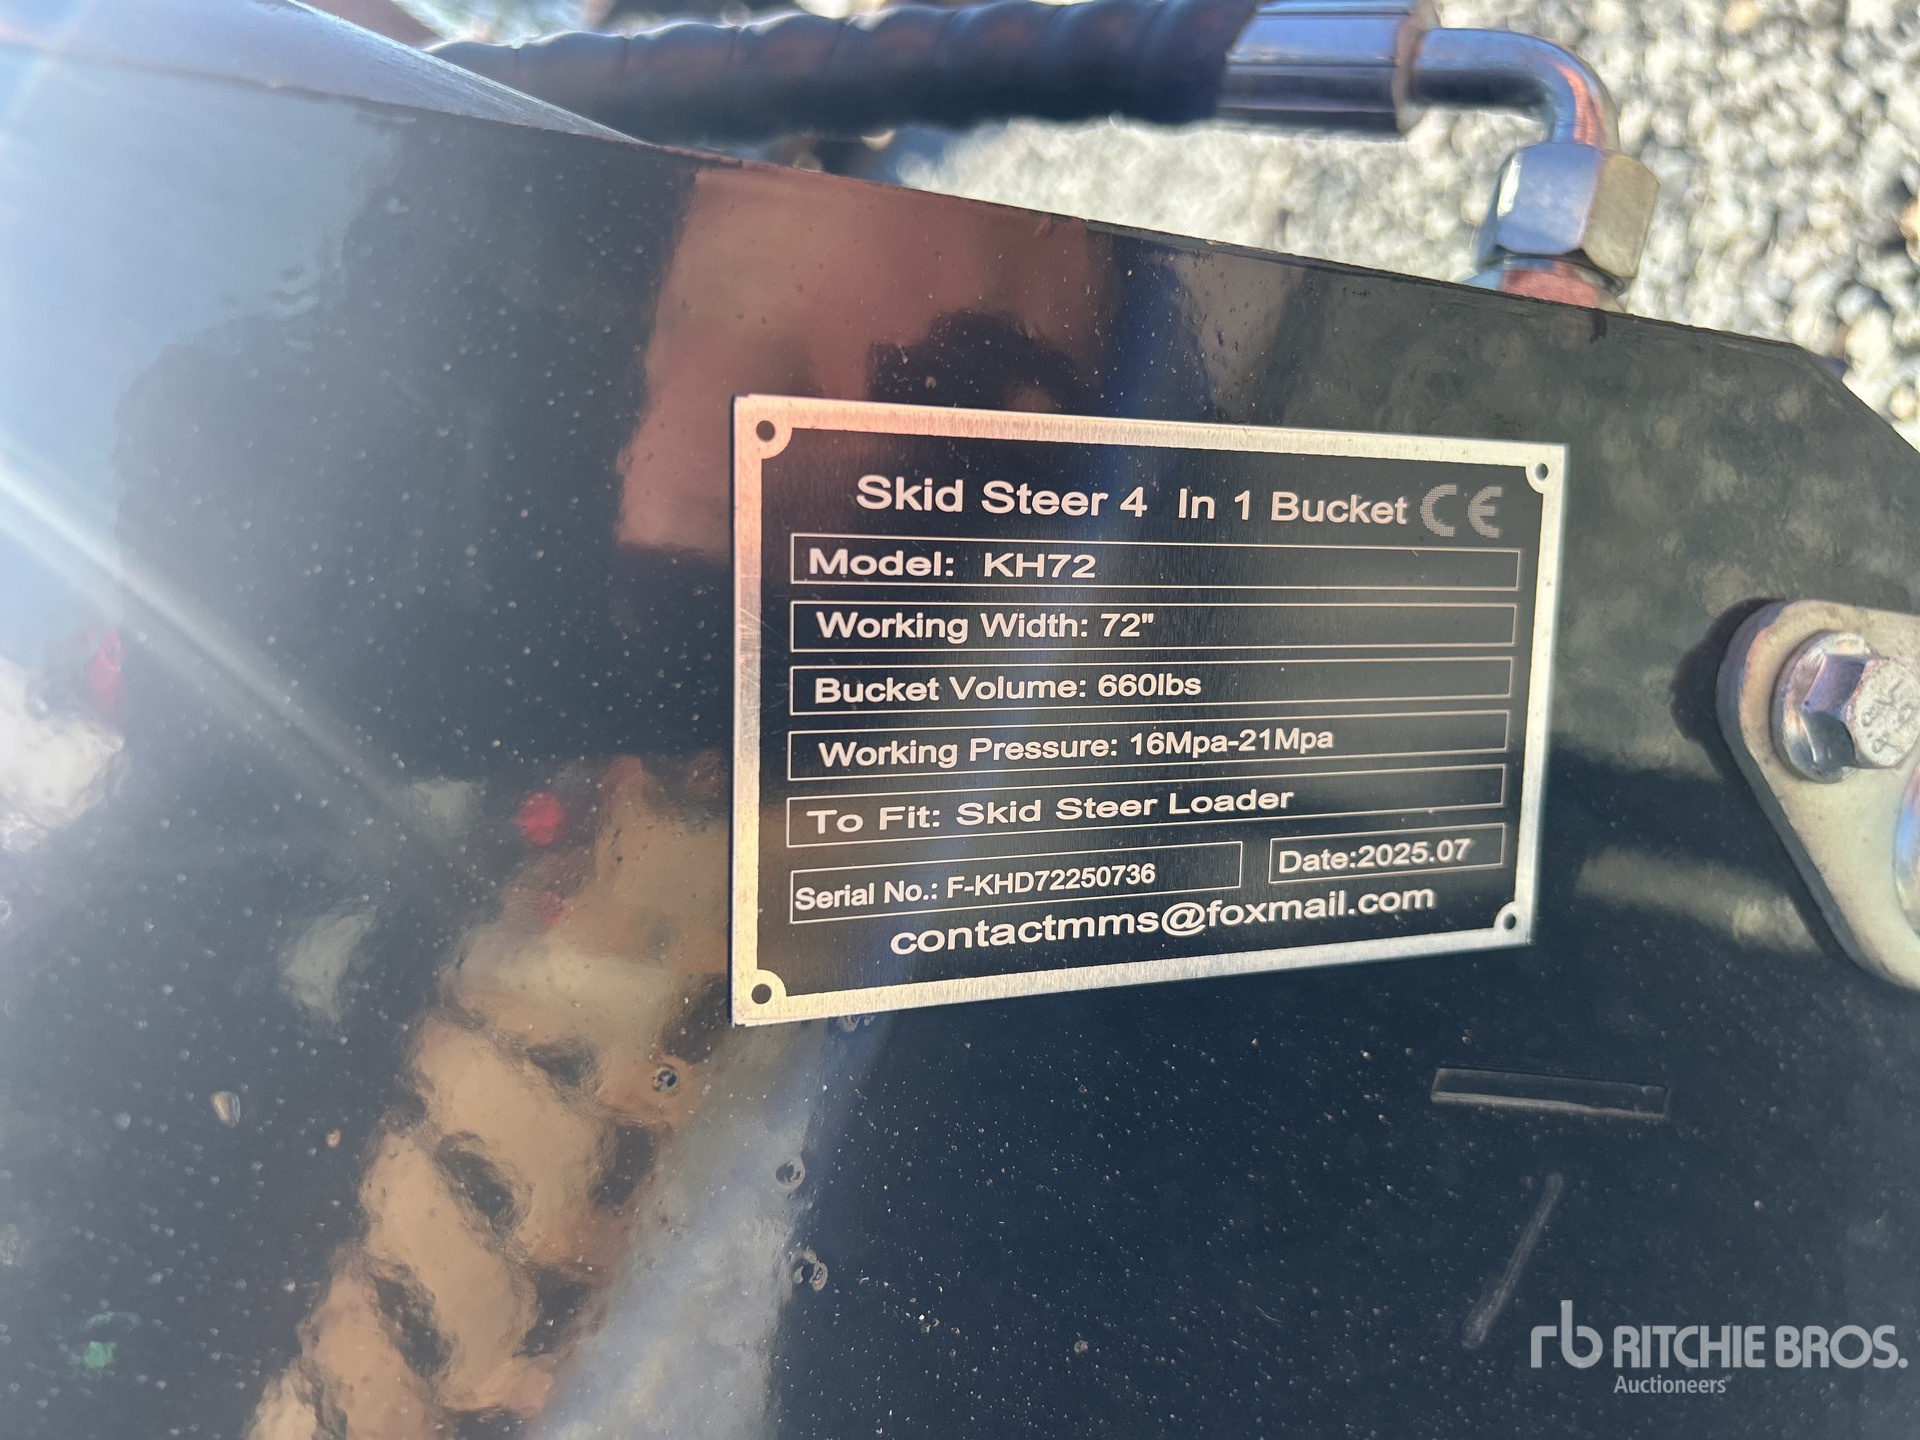 Skid Steer 4 In 1 Bucket CE
Model: KH72
Working Width: 72"
Bucket Volume: 660lbs
Working Pressure: 16Mpa-21Mpa
To Fit: Skid Steer Loader
Serial No.: F-KHD72250736
Date:2025.07
contactmms@foxmail.com
rb RITCHIE BROS.
Auctioneers